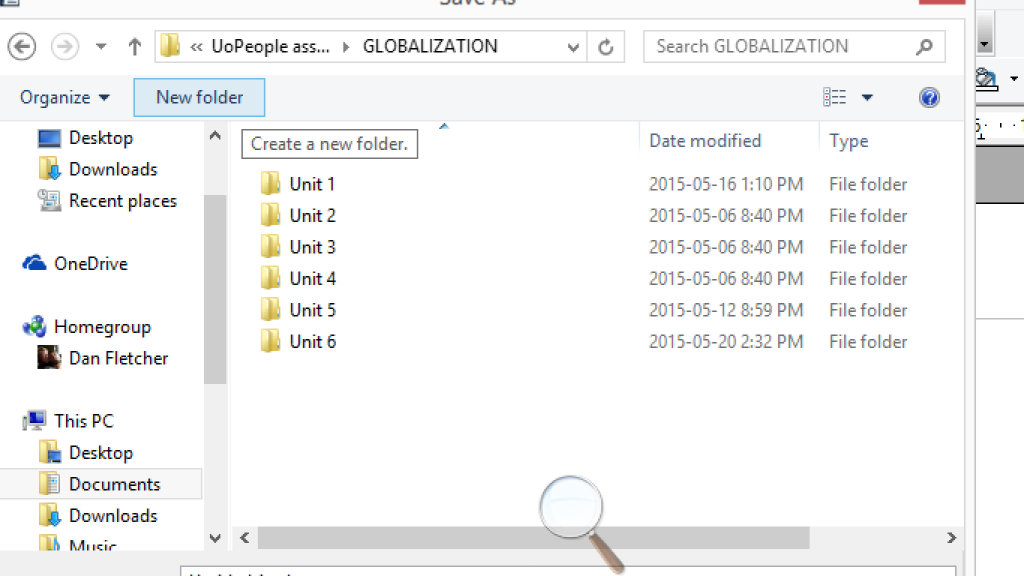 Save As
« UoPeople ass... GLOBALIZATION Search GLOBALIZATION
Organize New folder
Create a new folder. Date modified Type
Desktop
Downloads
Recent places
OneDrive
Homegroup
Dan Fletcher
This PC
Desktop
Documents
Downloads
Music
Unit 1 2015-05-16 1:10 PM File folder
Unit 2 2015-05-06 8:40 PM File folder
Unit 3 2015-05-06 8:40 PM File folder
Unit 4 2015-05-06 8:40 PM File folder
Unit 5 2015-05-12 8:59 PM File folder
Unit 6 2015-05-20 2:32 PM File folder